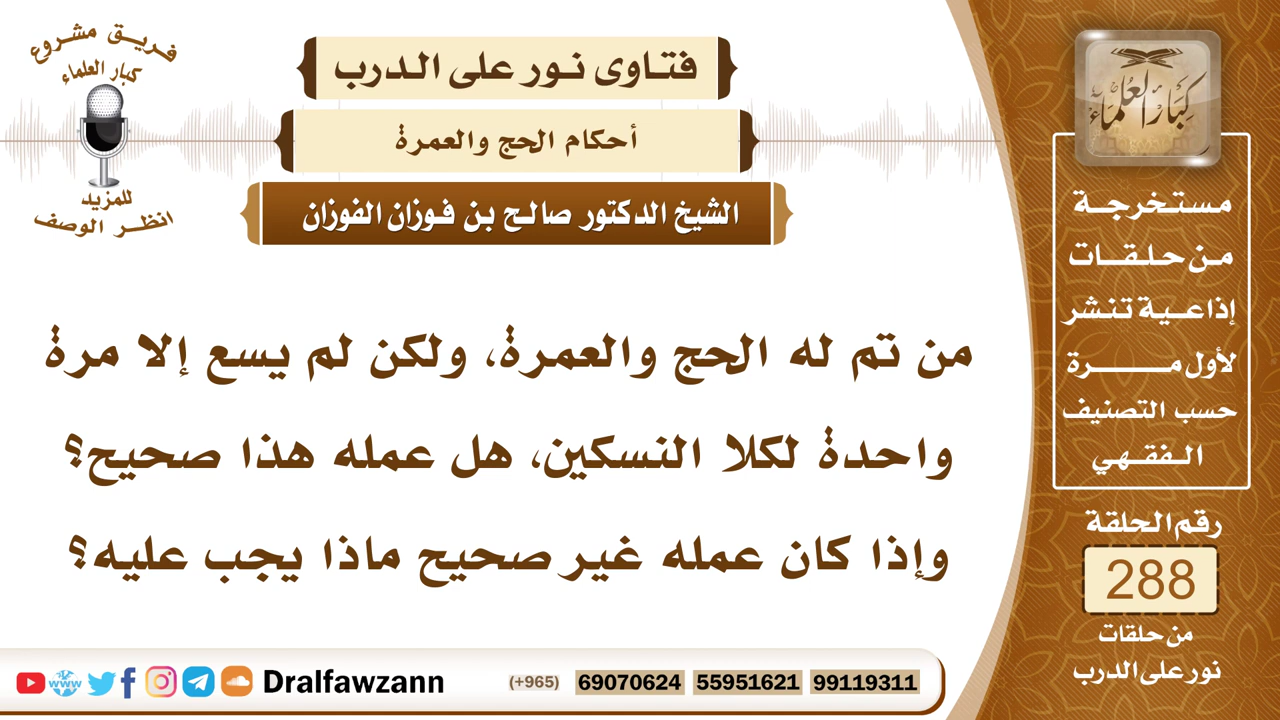 فريق مشروع
كبار العلماء
للمزيد
انظر الوصف
فتاوى نور على الدرب
أحكام الحج والعمرة
الشيخ الدكتور صالح بن فوزان الفوزان
من تم له الحج والعمرة، ولكن لم يسع إلا مرة
واحدة لكلا النسكين، هل عمله هذا صحيح؟
وإذا كان عمله غير صحيح ماذا يجب عليه؟
كبار العلماء
مستخرجة
من حلقات
إذاعية تنشر
لأول مرة
حسب التصنيف
الفقهي
رقم الحلقة
288
من حلقات
نور على الدرب
www
Dralfawzann
(+965) 69070624 55951621 99119311